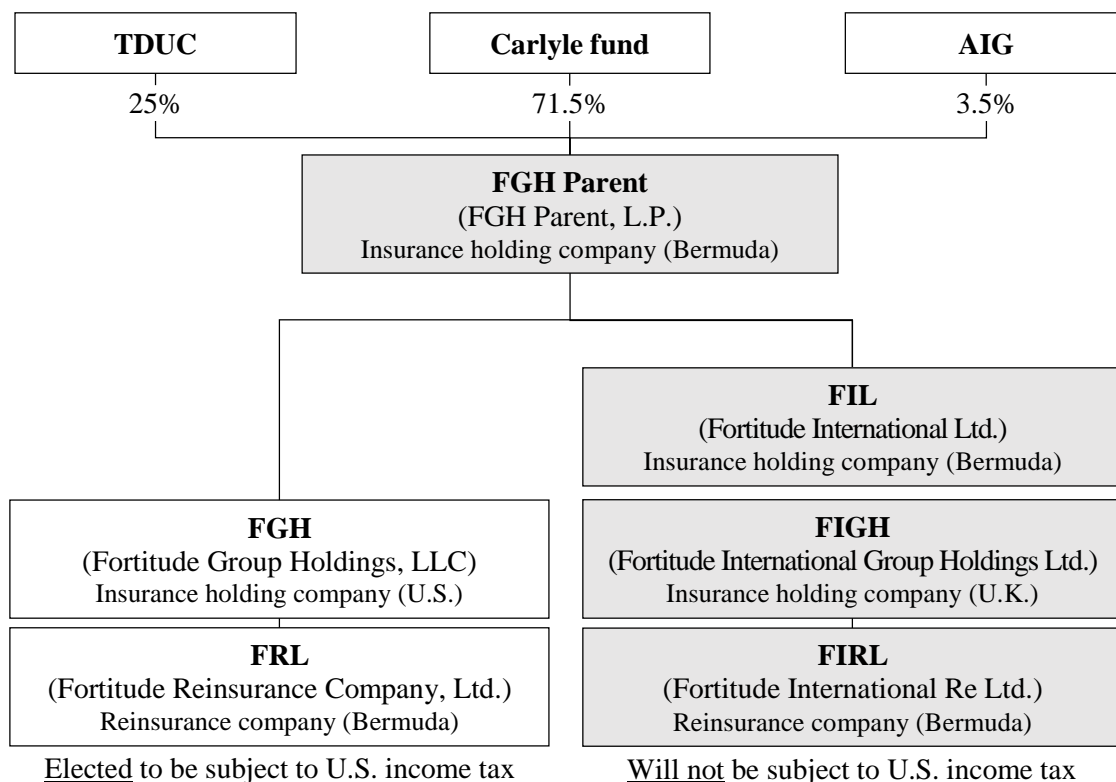 TDUC
Carlyle fund
AIG
25%
71.5%
3.5%
FGH Parent
(FGH Parent, L.P.)
Insurance holding company (Bermuda)
FIL
(Fortitude International Ltd.)
Insurance holding company (Bermuda)
FGH
(Fortitude Group Holdings, LLC)
Insurance holding company (U.S.)
FIGH
(Fortitude International Group Holdings Ltd.)
Insurance holding company (U.K.)
FRL
(Fortitude Reinsurance Company, Ltd.)
Reinsurance company (Bermuda)
FIRL
(Fortitude International Re Ltd.)
Reinsurance company (Bermuda)
Elected to be subject to U.S. income tax
Will not be subject to U.S. income tax